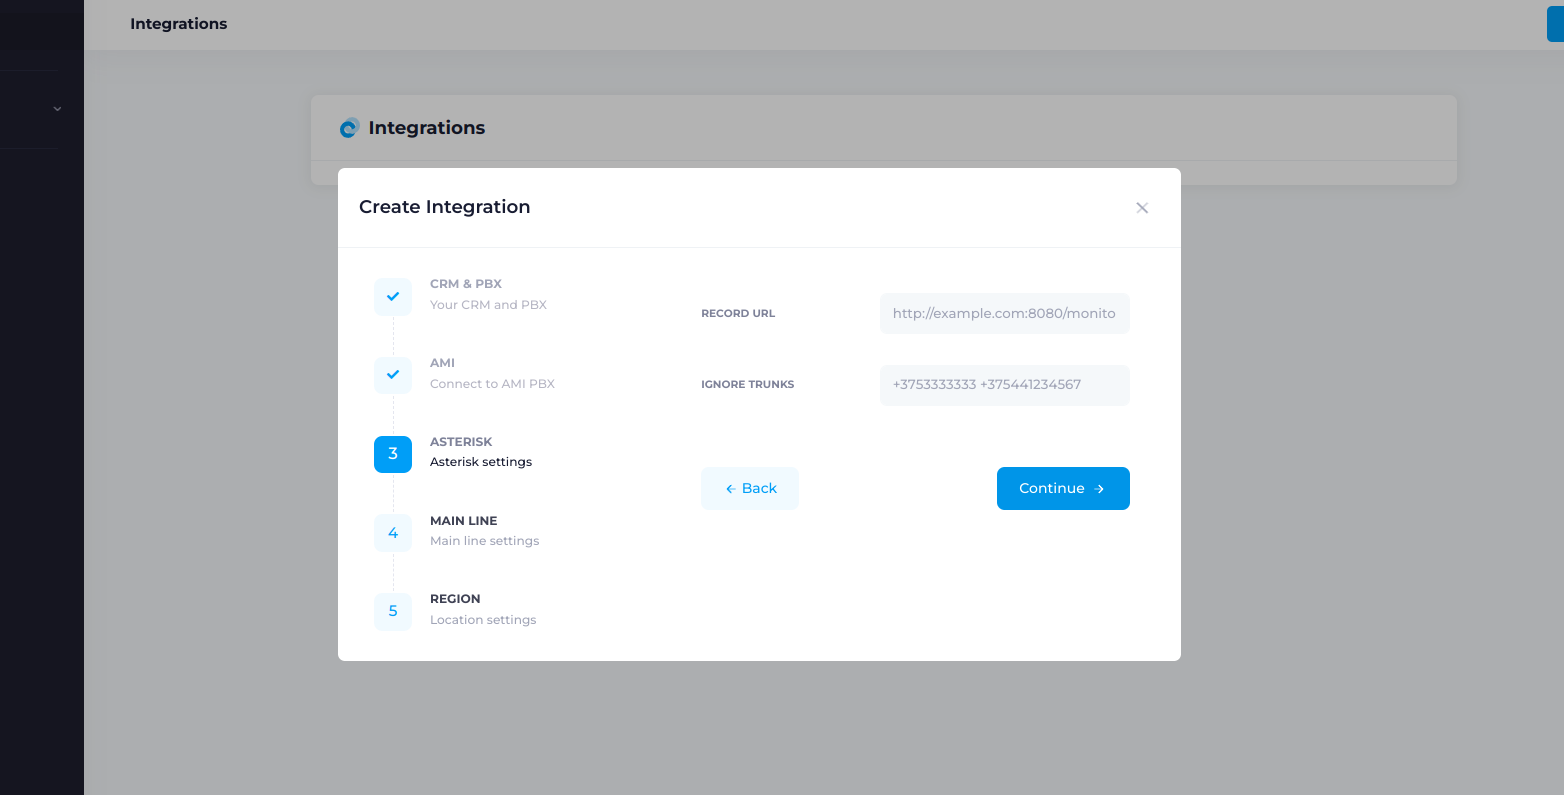 Integrations
Integrations
Create Integration
CRM & PBX
Your CRM and PBX
AMI
Connect to AMI PBX
3
ASTERISK
Asterisk settings
4
MAIN LINE
Main line settings
5
REGION
Location settings
RECORD URL
http://example.com:8080/monito
IGNORE TRUNKS
+3753333333 +375441234567
← Back
Continue →